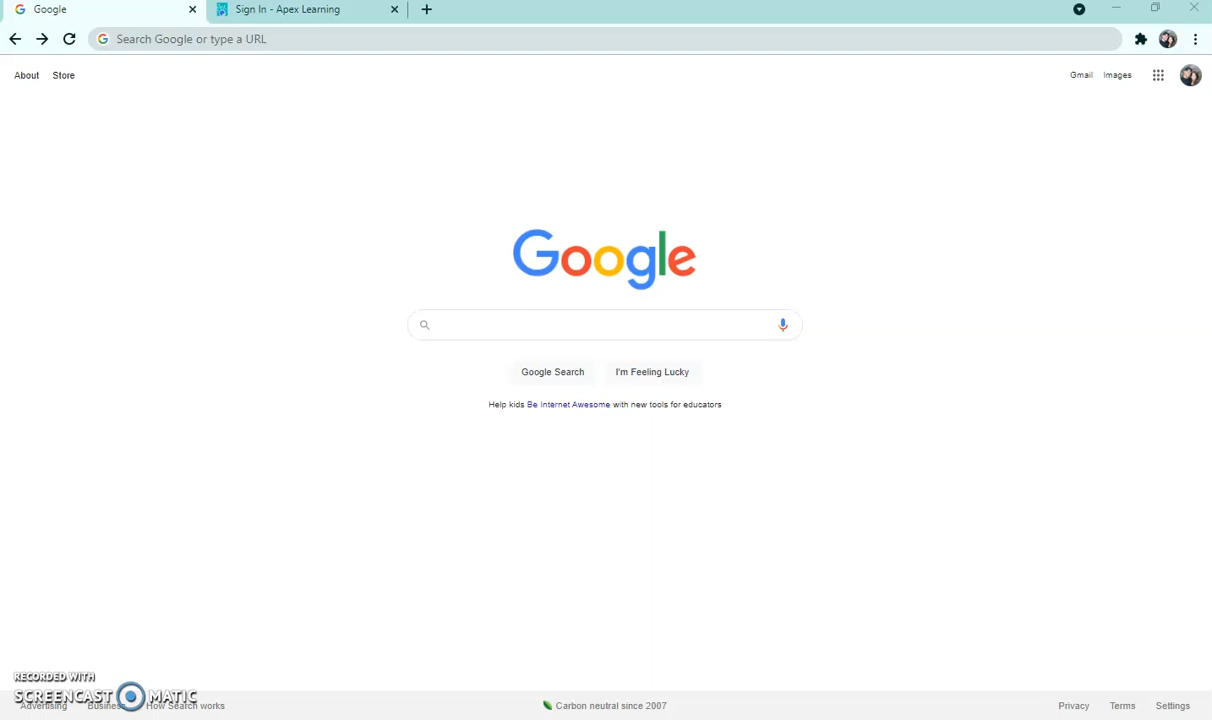 Google
Sign In - Apex Learning
Search Google or type a URL
About Store
Gmail Images
Google
Google Search I'm Feeling Lucky
Help kids Be Internet Awesome with new tools for educators
RECORDED WITH
SCREENCAST MATIC
Advertising Business How Search works
Carbon neutral since 2007
Privacy Terms Settings